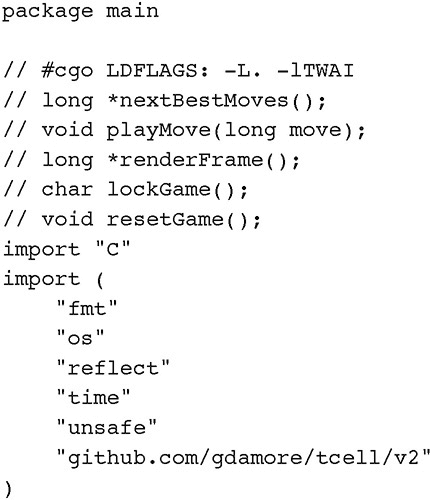 package main

// #cgo LDFLAGS: -L. -lTWAI
// long *nextBestMoves();
// void playMove(long move);
// long *renderFrame();
// char lockGame();
// void resetGame();
import "C"
import (
    "fmt"
    "os"
    "reflect"
    "time"
    "unsafe"
    "github.com/gdamore/tcell/v2"
)